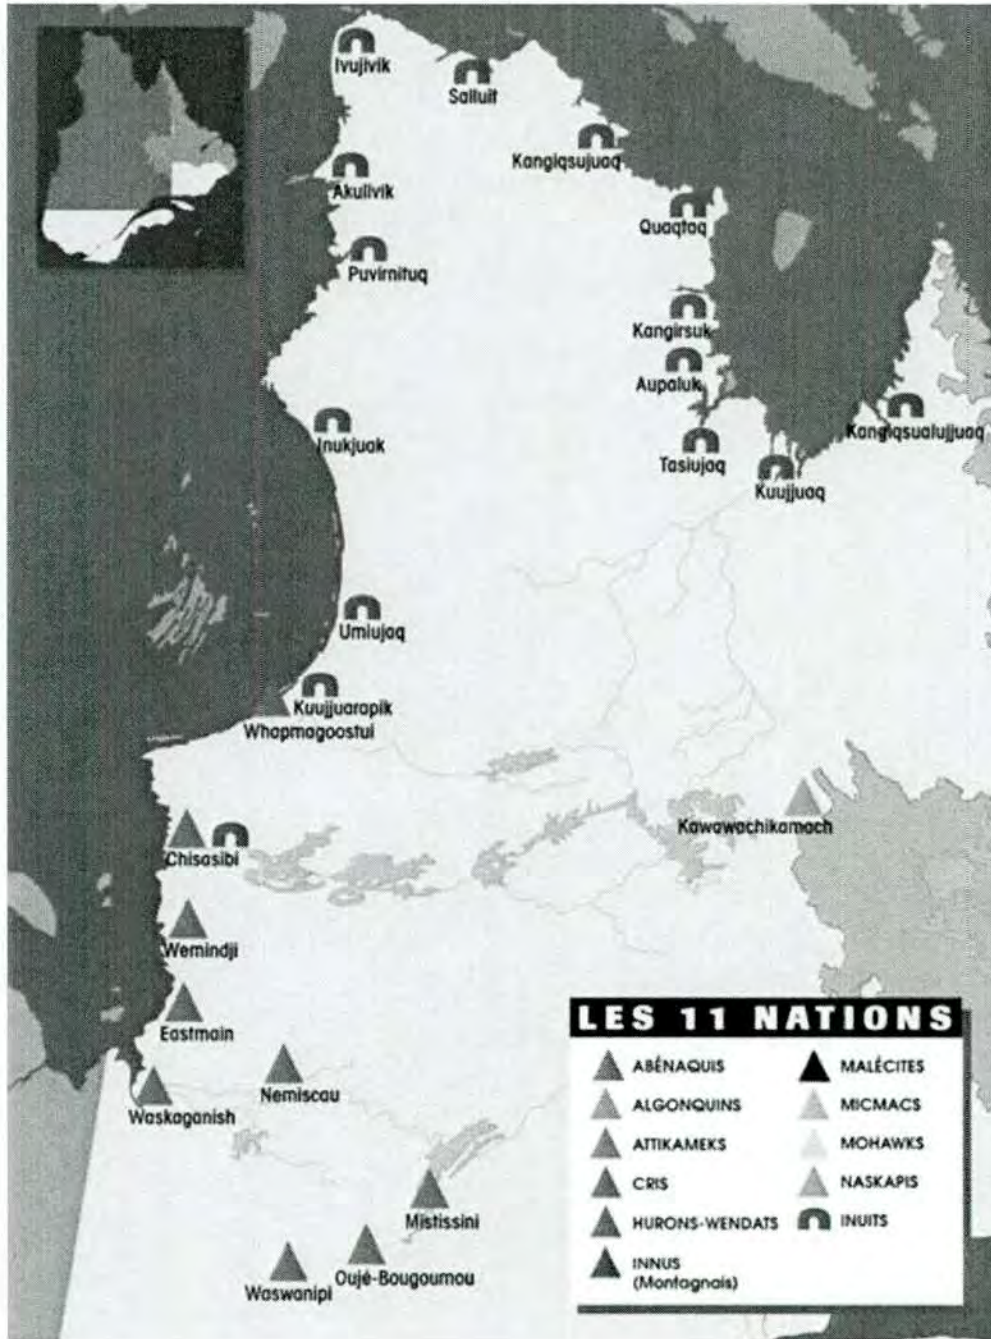 Ivujivik
Salluit
Kangiqsujuaq
Akulivik
Quaqtaq
Puvirnituq
Kangirsuk
Aupaluk
Inukjuak
Kangiqsualujjuaq
Tasiujaq
Kuujjuaq
Umiujaq
Kuujjuarapik
Whapmagoostui
Kawawachikamach
Chisasibi
Wemindji
Eastmain
Nemiscau
Waskaganish
Mistissini
Oujé-Bougoumou
Waswanipi
LES 11 NATIONS
ABÉNAQUIS
ALGONQUINS
ATTIKAMEKS
CRIS
HURONS-WENDATS
INNUS
(Montagnais)
MALÉCITES
MICMACS
MOHAWKS
NASKAPIS
INUITS